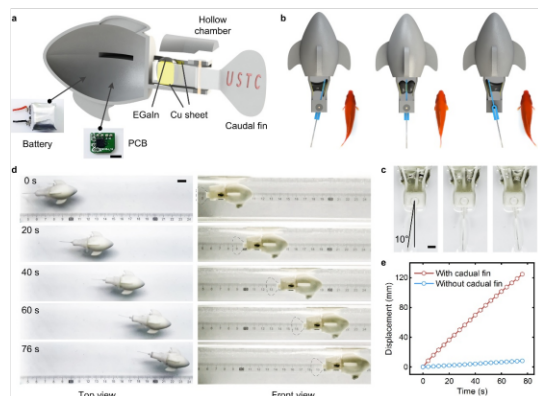 a
Hollow
chamber
USTC
EGaIn
Cu sheet
Caudal fin
Battery
PCB
b
d
0 s
20 s
40 s
60 s
76 s
Top view
Front view
c
10°
e
With cadual fin
Without cadual fin
Displacement (mm)
120
80
40
0
0 20 40 60 80
Time (s)